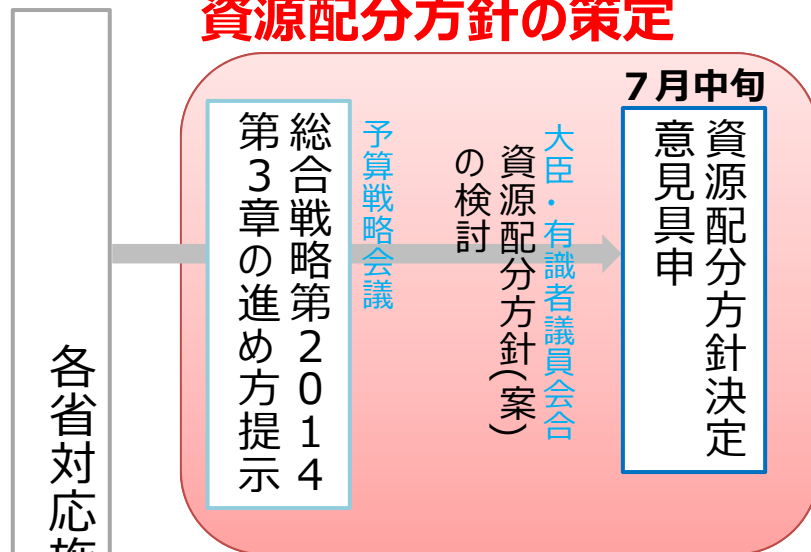 資源配分方針の策定
各省対応施
総合戦略第２０１４
第３章の進め方提示
予算戦略会議
大臣・有識者議員会合
資源配分方針(案)
の検討
７月中旬
資源配分方針決定
意見具申